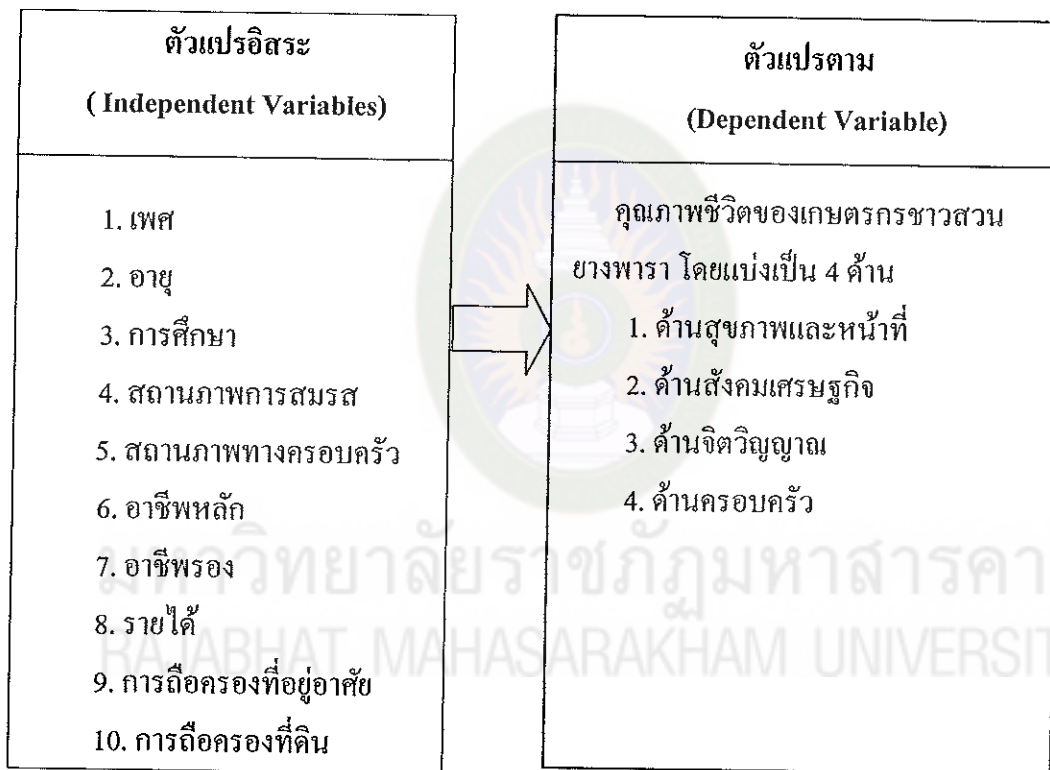 ตัวแปรอิสระ
( Independent Variables)
1. เพศ
2. อายุ
3. การศึกษา
4. สถานภาพการสมรส
5. สถานภาพทางครอบครัว
6. อาชีพหลัก
7. อาชีพรอง
8. รายได้
9. การถือครองที่อยู่อาศัย
10. การถือครองที่ดิน
ตัวแปรตาม
(Dependent Variable)
คุณภาพชีวิตของเกษตรกรชาวสวน
ยางพารา โดยแบ่งเป็น 4 ด้าน
1. ด้านสุขภาพและหน้าที่
2. ด้านสังคมเศรษฐกิจ
3. ด้านจิตวิญญาณ
4. ด้านครอบครัว
มหาวิทยาลัยราชภัฏมหาสารคา
RAJABHAT MAHASARAKHAM UNIVERSIT